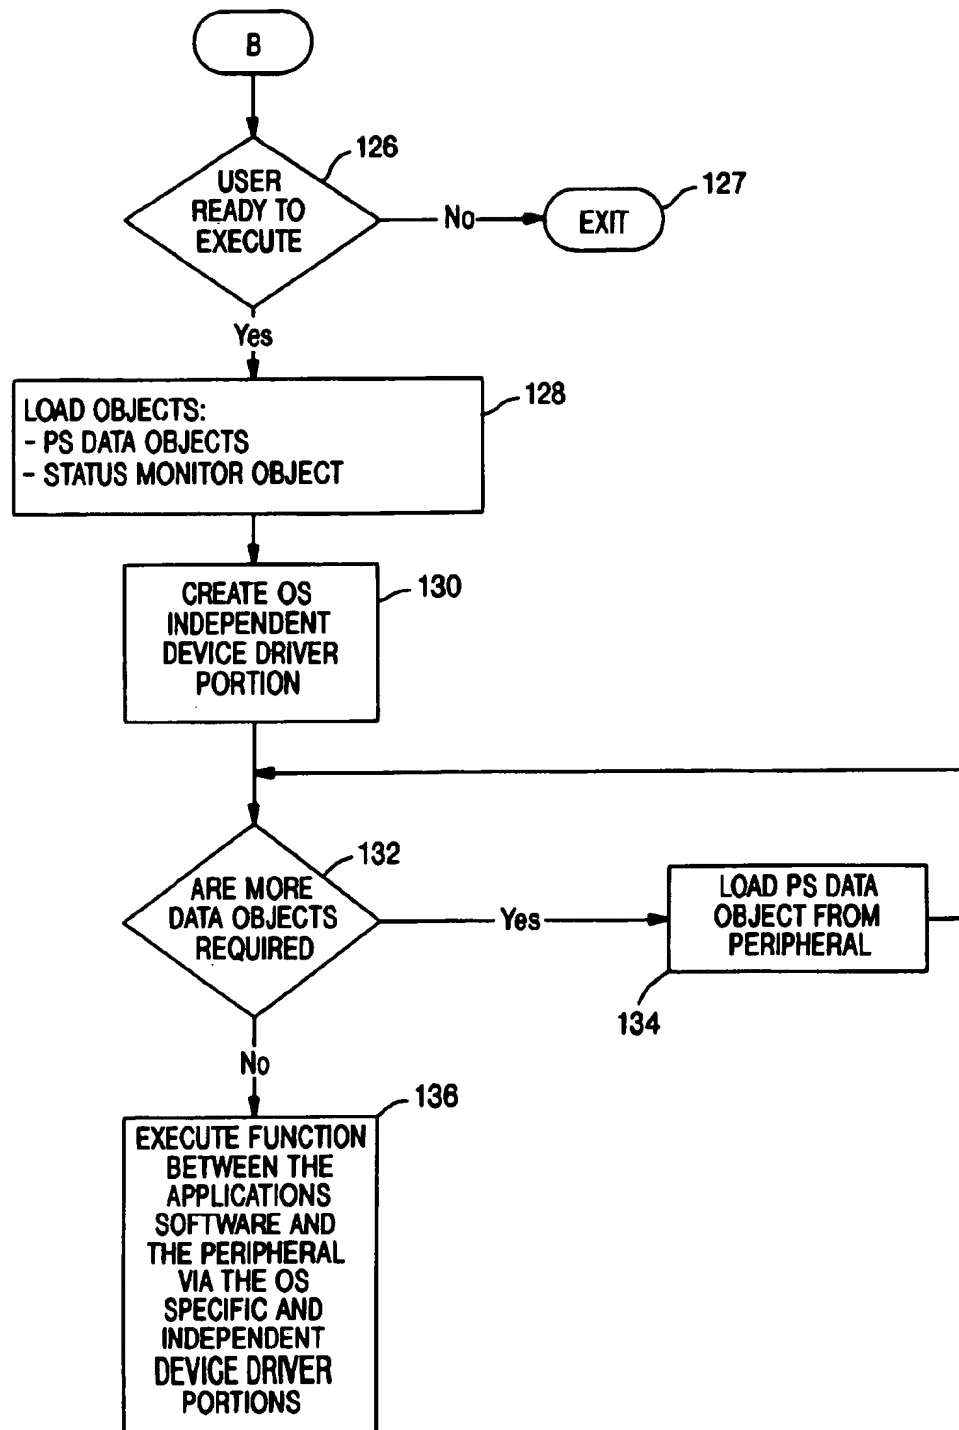 B
126
USER
READY TO
EXECUTE
No
127
EXIT
Yes
128
LOAD OBJECTS:
- PS DATA OBJECTS
- STATUS MONITOR OBJECT
130
CREATE OS
INDEPENDENT
DEVICE DRIVER
PORTION
132
ARE MORE
DATA OBJECTS
REQUIRED
Yes
LOAD PS DATA
OBJECT FROM
PERIPHERAL
134
No
136
EXECUTE FUNCTION
BETWEEN THE
APPLICATIONS
SOFTWARE AND
THE PERIPHERAL
VIA THE OS
SPECIFIC AND
INDEPENDENT
DEVICE DRIVER
PORTIONS